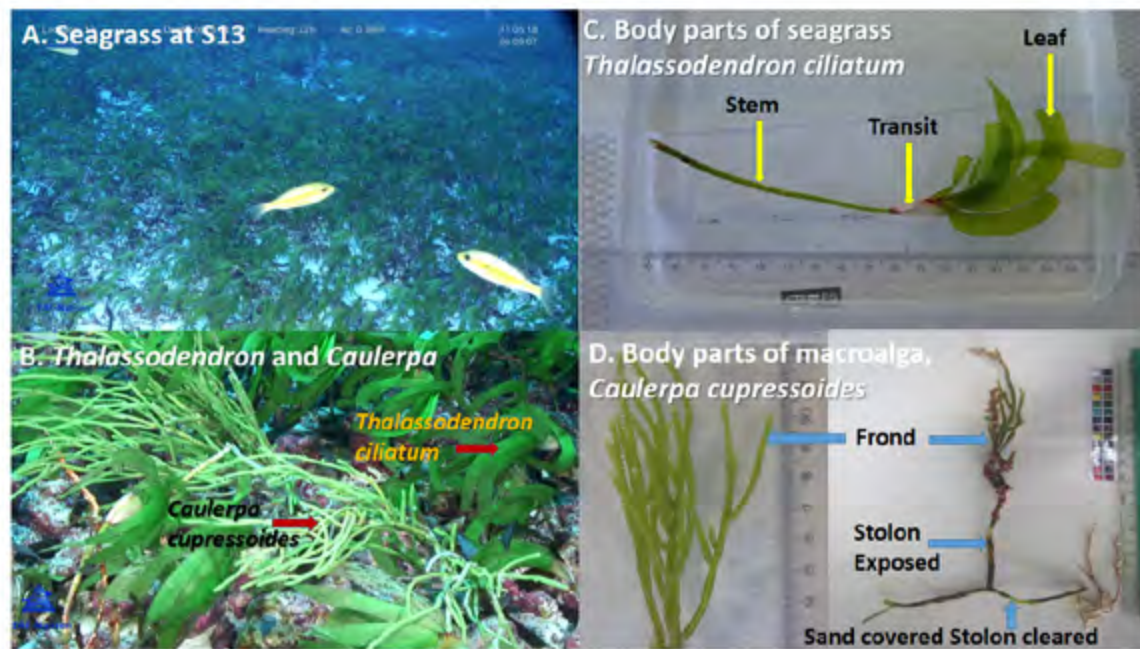 A. Seagrass at S13
C. Body parts of seagrass
Thalassodendron ciliatum
Leaf
Stem
Transit
B. Thalassodendron and Caulerpa
Thalassodendron
ciliatum
Caulerpa
cupressoides
D. Body parts of macroalga,
Caulerpa cupressoides
Frond
Stolon
Exposed
Sand covered Stolon cleared